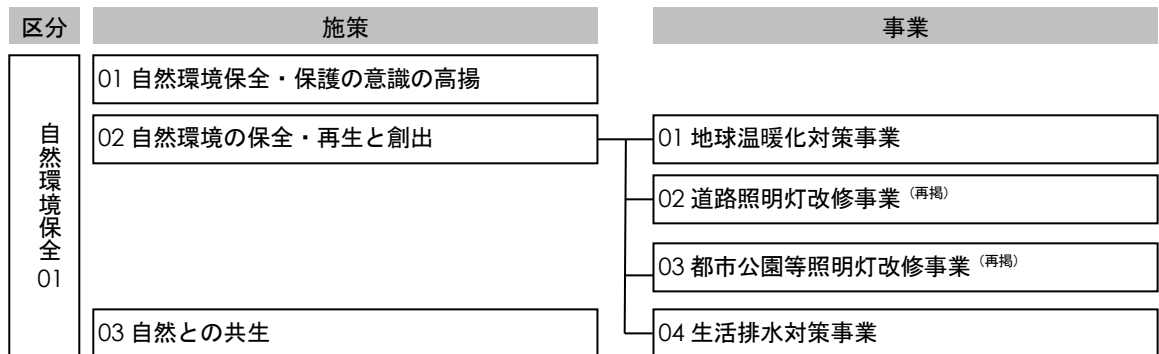 区分
施策
事業
自然環境保全01
01 自然環境保全・保護の意識の高揚
02 自然環境の保全・再生と創出
01 地球温暖化対策事業
02 道路照明灯改修事業（再掲）
03 都市公園等照明灯改修事業（再掲）
03 自然との共生
04 生活排水対策事業